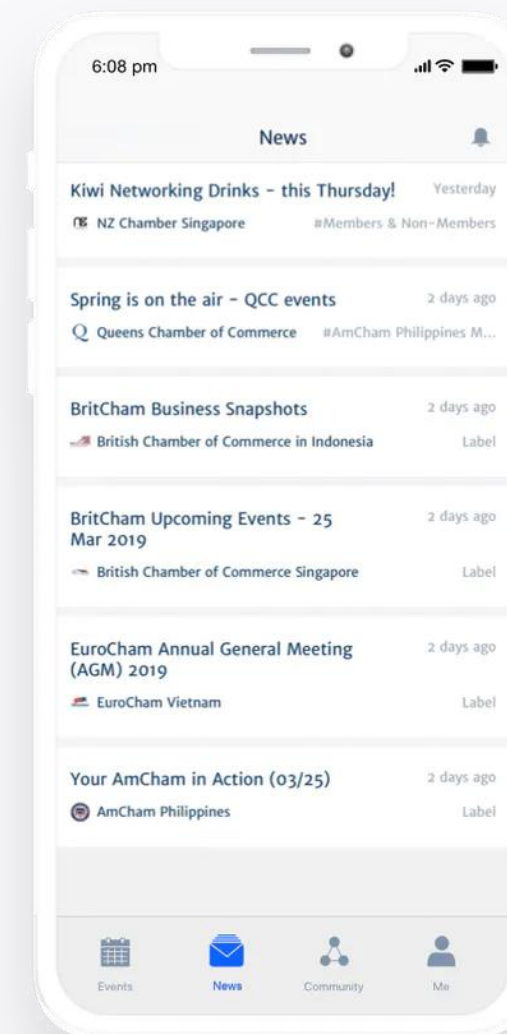 6:08 pm
News
Kiwi Networking Drinks - this Thursday! Yesterday
NZ Chamber Singapore #Members & Non-Members
Spring is on the air - QCC events 2 days ago
Queens Chamber of Commerce #AmCham Philippines M...
BritCham Business Snapshots 2 days ago
British Chamber of Commerce in Indonesia Label
BritCham Upcoming Events - 25 2 days ago
Mar 2019
British Chamber of Commerce Singapore Label
EuroCham Annual General Meeting 2 days ago
(AGM) 2019
EuroCham Vietnam Label
Your AmCham in Action (03/25) 2 days ago
AmCham Philippines Label
Events News Community Me